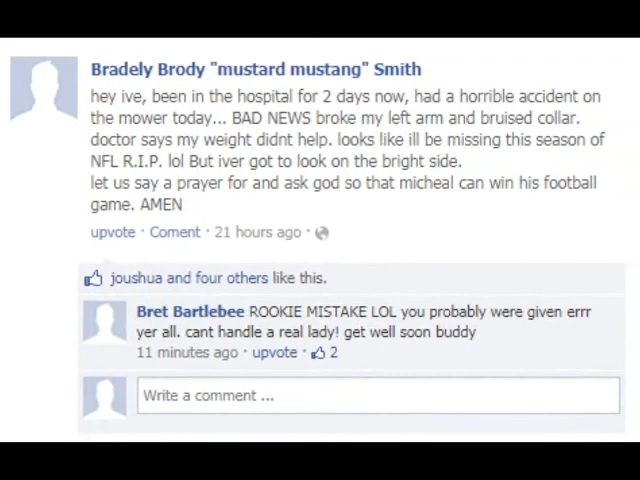 Bradely Brody "mustard mustang" Smith
hey ive, been in the hospital for 2 days now, had a horrible accident on
the mower today... BAD NEWS broke my left arm and bruised collar.
doctor says my weight didnt help. looks like ill be missing this season of
NFL R.I.P. lol But iver got to look on the bright side.
let us say a prayer for and ask god so that micheal can win his football
game. AMEN
upvote · Coment · 21 hours ago ·
joushua and four others like this.
Bret Bartlebee ROOKIE MISTAKE LOL you probably were given errr
yer all. cant handle a real lady! get well soon buddy
11 minutes ago · upvote · 2
Write a comment ...